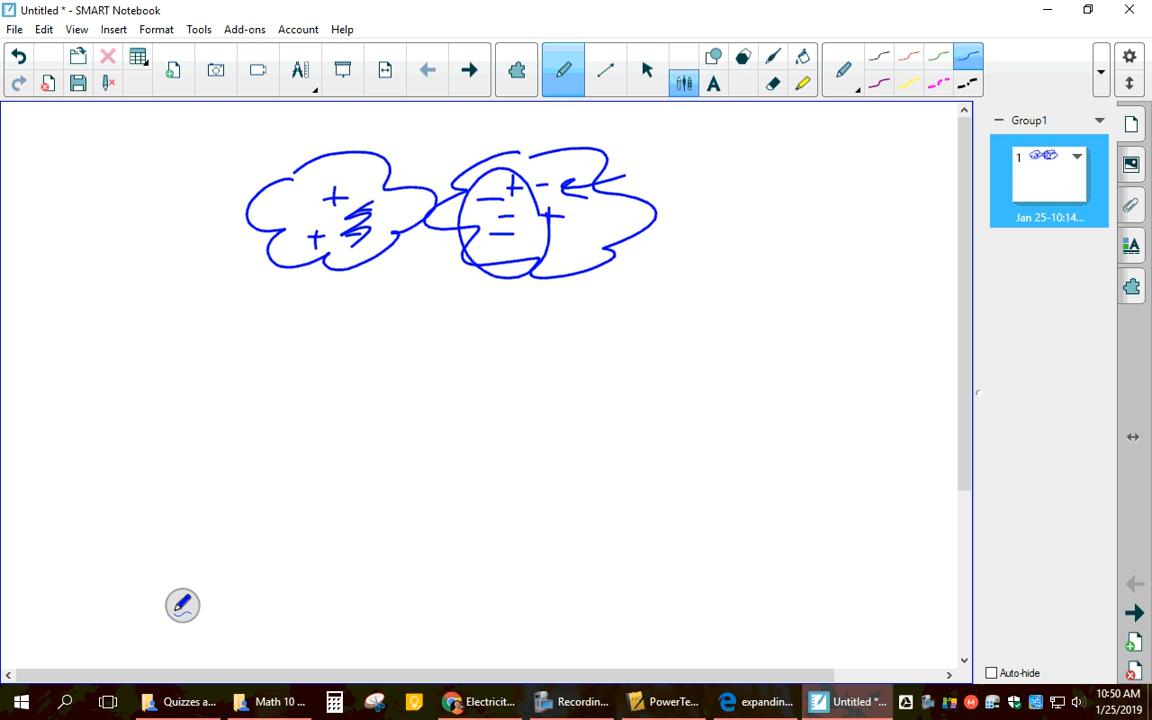 Untitled * - SMART Notebook
File Edit View Insert Format Tools Add-ons Account Help
A
A
Group1
1
Jan 25-10:14...
+ + - 
- 
+ - +
-
Auto-hide
Quizzes a...
Math 10 ...
Electricit...
Recordin...
PowerTe...
expandin...
Untitled *...
10:50 AM
1/25/2019